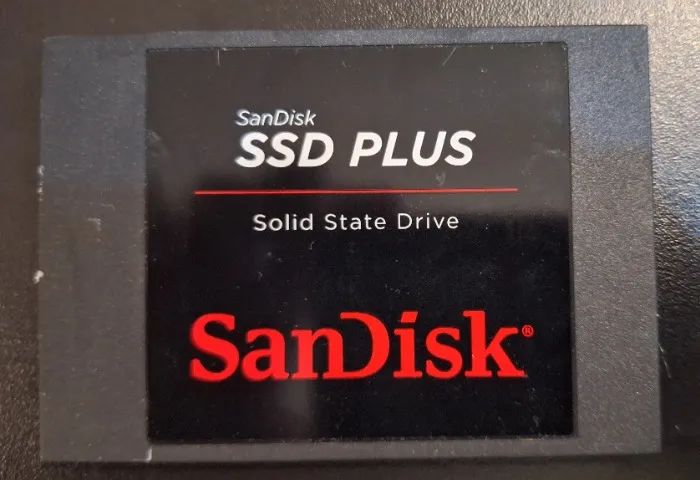 SanDisk
SSD PLUS
Solid State Drive
SanDisk®